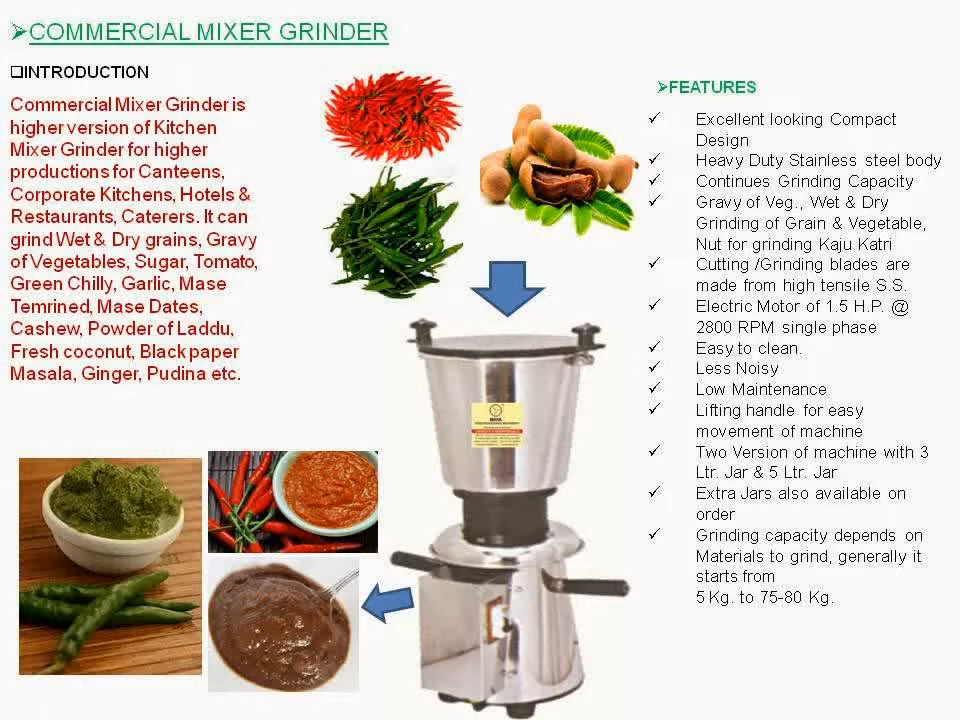 COMMERCIAL MIXER GRINDER
INTRODUCTION
Commercial Mixer Grinder is
higher version of Kitchen
Mixer Grinder for higher
productions for Canteens,
Corporate Kitchens, Hotels &
Restaurants, Caterers. It can
grind Wet & Dry grains, Gravy
of Vegetables, Sugar, Tomato,
Green Chilly, Garlic, Mase
Temrined, Mase Dates,
Cashew, Powder of Laddu,
Fresh coconut, Black paper
Masala, Ginger, Pudina etc.
FEATURES
Excellent looking Compact
Design
Heavy Duty Stainless steel body
Continues Grinding Capacity
Gravy of Veg., Wet & Dry
Grinding of Grain & Vegetable,
Nut for grinding Kaju Katri
Cutting /Grinding blades are
made from high tensile S.S.
Electric Motor of 1.5 H.P. @
2800 RPM single phase
Easy to clean.
Less Noisy
Low Maintenance
Lifting handle for easy
movement of machine
Two Version of machine with 3
Ltr. Jar & 5 Ltr. Jar
Extra Jars also available on
order
Grinding capacity depends on
Materials to grind, generally it
starts from
5 Kg. to 75-80 Kg.